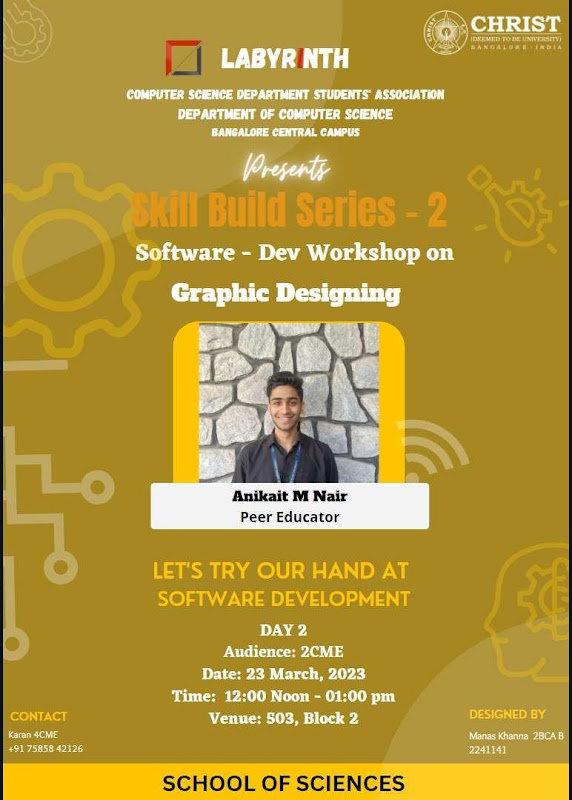 CHRIST
(DEEMED TO BE UNIVERSITY)
BANGALORE · INDIA
LABYRINTH
COMPUTER SCIENCE DEPARTMENT STUDENTS' ASSOCIATION
DEPARTMENT OF COMPUTER SCIENCE
BANGALORE CENTRAL CAMPUS
Presents
Skill Build Series - 2
Software - Dev Workshop on
Graphic Designing
Anikait M Nair
Peer Educator
LET'S TRY OUR HAND AT
SOFTWARE DEVELOPMENT
DAY 2
Audience: 2CME
Date: 23 March, 2023
Time: 12:00 Noon - 01:00 pm
Venue: 503, Block 2
CONTACT
Karan 4CME
+91 75858 42126
DESIGNED BY
Manas Khanna 2BCA B
2241141
SCHOOL OF SCIENCES